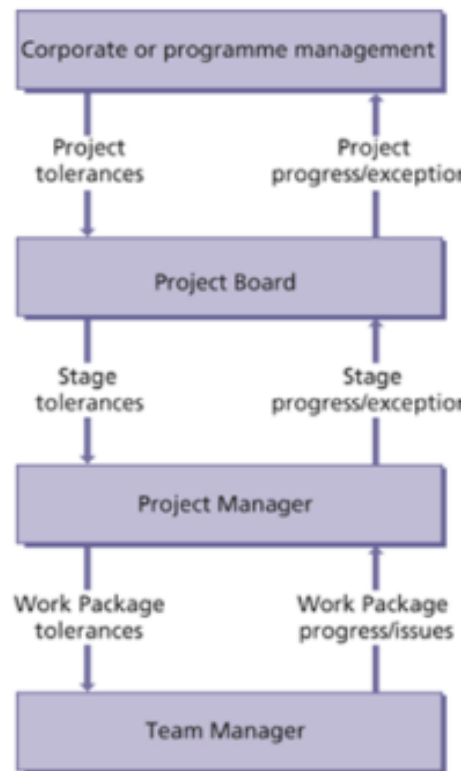 Corporate or programme management
Project
tolerances
Project
progress/exception
Project Board
Stage
tolerances
Stage
progress/exception
Project Manager
Work Package
tolerances
Work Package
progress/issues
Team Manager